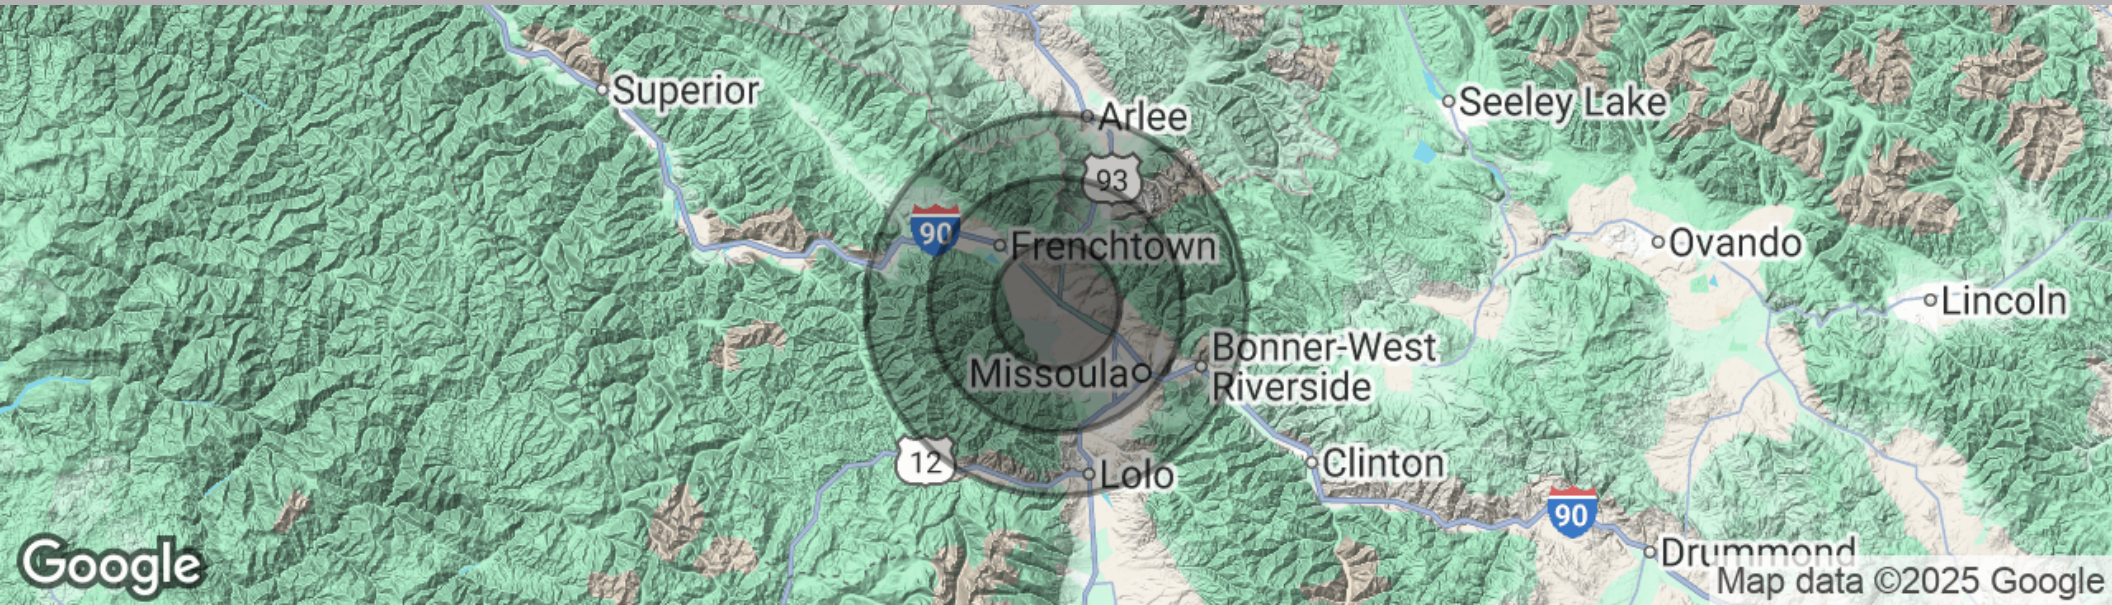 Superior
Arlee
Seeley Lake
93
90
Frenchtown
Ovando
Lincoln
Missoula
Bonner-West
Riverside
12
Lolo
Clinton
90
Drummond
Google
Map data ©2025 Google